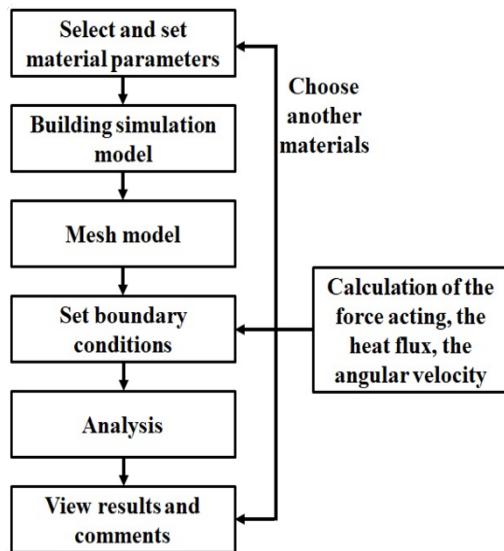 Select and set
material parameters
Choose
another
materials
Building simulation
model
Mesh model
Set boundary
conditions
Calculation of the
force acting, the
heat flux, the
angular velocity
Analysis
View results and
comments